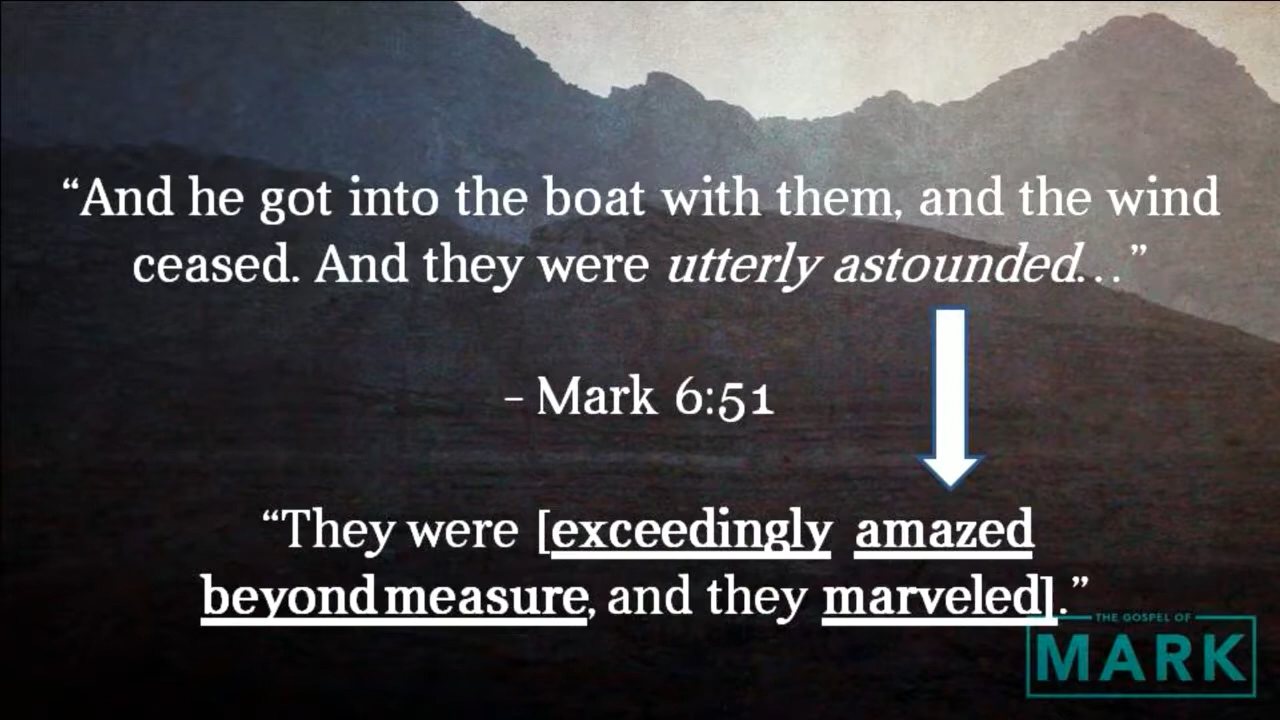 “And he got into the boat with them, and the wind
ceased. And they were utterly astounded…”
– Mark 6:51
“They were [exceedingly amazed
beyond measure, and they marveled].”
THE GOSPEL OF
MARK